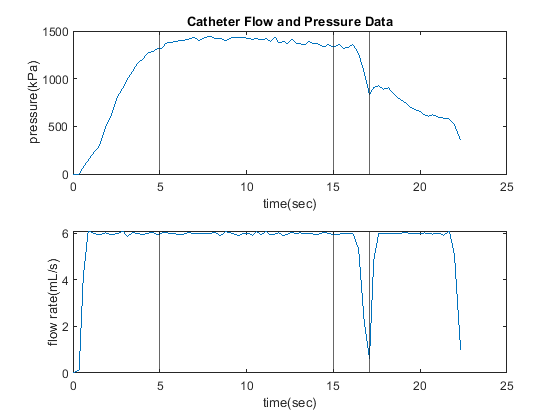 Catheter Flow and Pressure Data
1500
1000
500
0
pressure(kPa)
0 5 10 15 20 25
time(sec)
6
4
2
0
flow rate(mL/s)
0 5 10 15 20 25
time(sec)